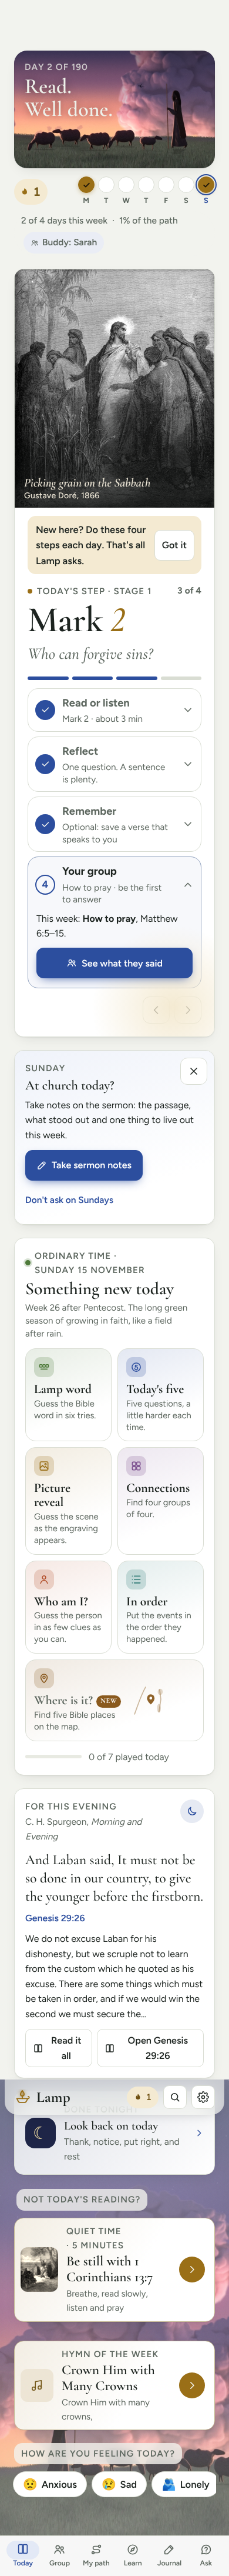 DAY 2 OF 190
Read.
Well done.
1
M T W T F S S
2 of 4 days this week · 1% of the path
Buddy: Sarah
Picking grain on the Sabbath
Gustave Doré, 1866
New here? Do these four
steps each day. That's all
Lamp asks.
Got it
TODAY'S STEP · STAGE 1
3 of 4
Mark 2
Who can forgive sins?
Read or listen
Mark 2 · about 3 min
Reflect
One question. A sentence
is plenty.
Remember
Optional: save a verse that
speaks to you
4
Your group
How to pray · be the first
to answer
This week: How to pray, Matthew
6:5–15.
See what they said
SUNDAY
At church today?
Take notes on the sermon: the passage,
what stood out and one thing to live out
this week.
Take sermon notes
Don't ask on Sundays
ORDINARY TIME ·
SUNDAY 15 NOVEMBER
Something new today
Week 26 after Pentecost. The long green
season of growing in faith, like a field
after rain.
Lamp word
Guess the Bible
word in six tries.
Today's five
Five questions, a
little harder each
time.
Picture
reveal
Guess the scene
as the engraving
appears.
Connections
Find four groups
of four.
Who am I?
Guess the person
in as few clues as
you can.
In order
Put the events in
the order they
happened.
Where is it? NEW
Find five Bible places
on the map.
0 of 7 played today
FOR THIS EVENING
C. H. Spurgeon, Morning and
Evening
And Laban said, It must not be
so done in our country, to give
the younger before the firstborn.
Genesis 29:26
We do not excuse Laban for his
dishonesty, but we scruple not to learn
from the custom which he quoted as his
excuse. There are some things which must
be taken in order, and if we would win the
second we must secure the…
Read it
all
Open Genesis
29:26
Lamp
1
Look back on today
Thank, notice, put right, and
rest
NOT TODAY'S READING?
QUIET TIME
· 5 MINUTES
Be still with 1
Corinthians 13:7
Breathe, read slowly,
listen and pray
HYMN OF THE WEEK
Crown Him with
Many Crowns
Crown Him with many
crowns,
HOW ARE YOU FEELING TODAY?
Anxious
Sad
Lonely
Today
Group
My path
Learn
Journal
Ask